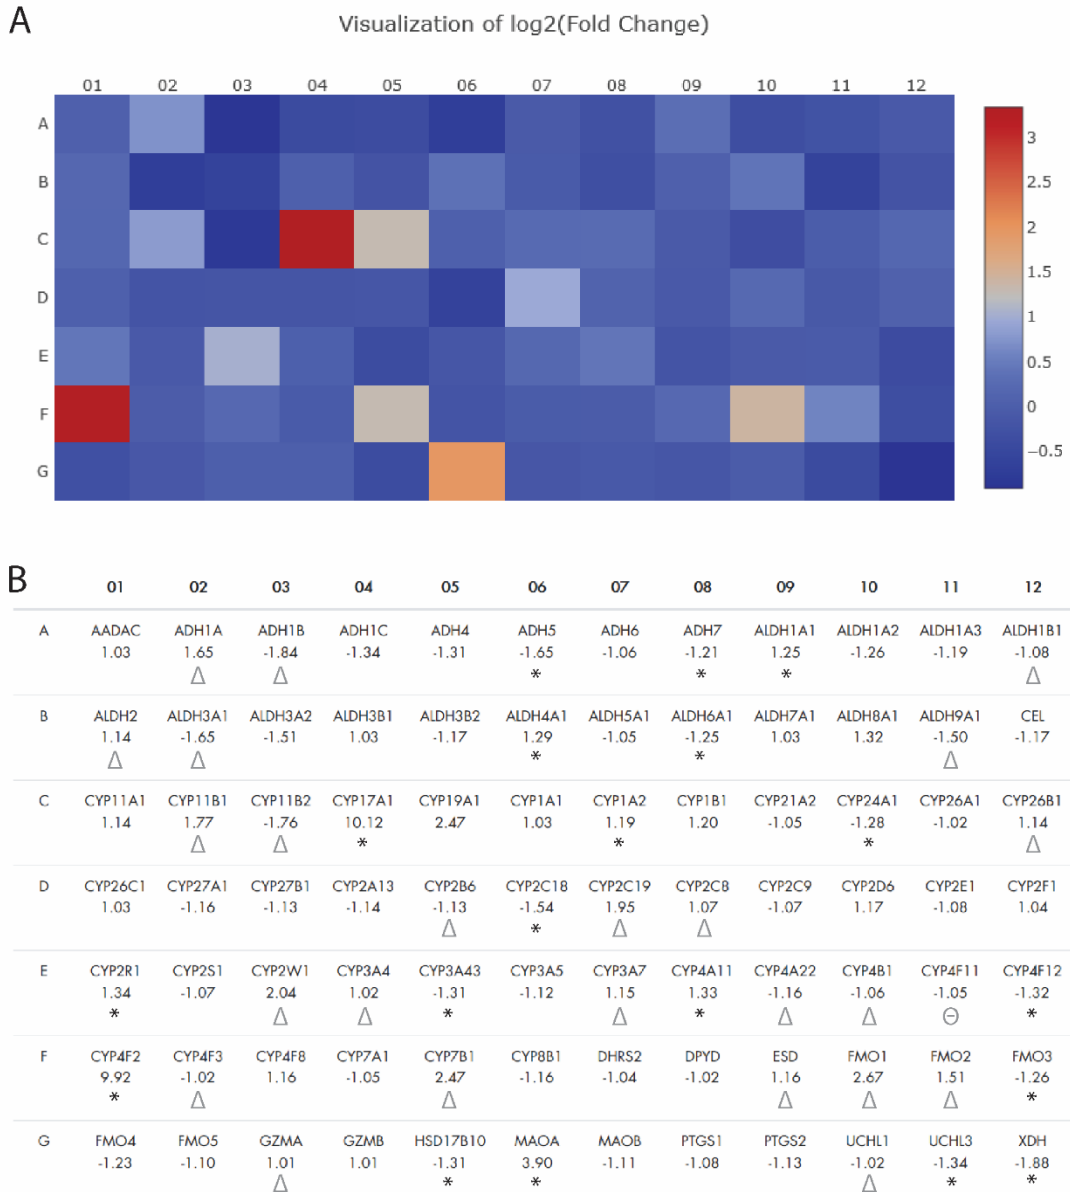 A
Visualization of log2(Fold Change)
01 02 03 04 05 06 07 08 09 10 11 12
A
B
C
D
E
F
G
3
2.5
2
1.5
1
0.5
0
−0.5
B
01 02 03 04 05 06 07 08 09 10 11 12
A AADAC ADH1A ADH1B ADH1C ADH4 ADH5 ADH6 ADH7 ALDH1A1 ALDH1A2 ALDH1A3 ALDH1B1
1.03 1.65 -1.84 -1.34 -1.31 -1.65 -1.06 -1.21 1.25 -1.26 -1.19 -1.08
Δ Δ * * * Δ
B ALDH2 ALDH3A1 ALDH3A2 ALDH3B1 ALDH3B2 ALDH4A1 ALDH5A1 ALDH6A1 ALDH7A1 ALDH8A1 ALDH9A1 CEL
1.14 -1.65 -1.51 1.03 -1.17 1.29 -1.05 -1.25 1.03 1.32 -1.50 -1.17
Δ Δ * * Δ
C CYP11A1 CYP11B1 CYP11B2 CYP17A1 CYP19A1 CYP1A1 CYP1A2 CYP1B1 CYP21A2 CYP24A1 CYP26A1 CYP26B1
1.14 1.77 -1.76 10.12 2.47 1.03 1.19 1.20 -1.05 -1.28 -1.02 1.14
Δ Δ * * * Δ
D CYP26C1 CYP27A1 CYP27B1 CYP2A13 CYP2B6 CYP2C18 CYP2C19 CYP2C8 CYP2C9 CYP2D6 CYP2E1 CYP2F1
1.03 -1.16 -1.13 -1.14 -1.13 -1.54 1.95 1.07 -1.07 1.17 -1.08 1.04
Δ * Δ Δ
E CYP2R1 CYP2S1 CYP2W1 CYP3A4 CYP3A43 CYP3A5 CYP3A7 CYP4A11 CYP4A22 CYP4B1 CYP4F11 CYP4F12
1.34 -1.07 2.04 1.02 -1.31 -1.12 1.15 1.33 -1.16 -1.06 -1.05 -1.32
* Δ Δ * Δ * Δ Δ Θ *
F CYP4F2 CYP4F3 CYP4F8 CYP7A1 CYP7B1 CYP8B1 DHRS2 DPYD ESD FMO1 FMO2 FMO3
9.92 -1.02 1.16 -1.05 2.47 -1.16 -1.04 -1.02 1.16 2.67 1.51 -1.26
* Δ Δ Δ Δ Δ *
G FMO4 FMO5 GZMA GZMB HSD17B10 MAOA MAOB PTGS1 PTGS2 UCHL1 UCHL3 XDH
-1.23 -1.10 1.01 1.01 -1.31 3.90 -1.11 -1.08 -1.13 -1.02 -1.34 -1.88
Δ * * Δ * *